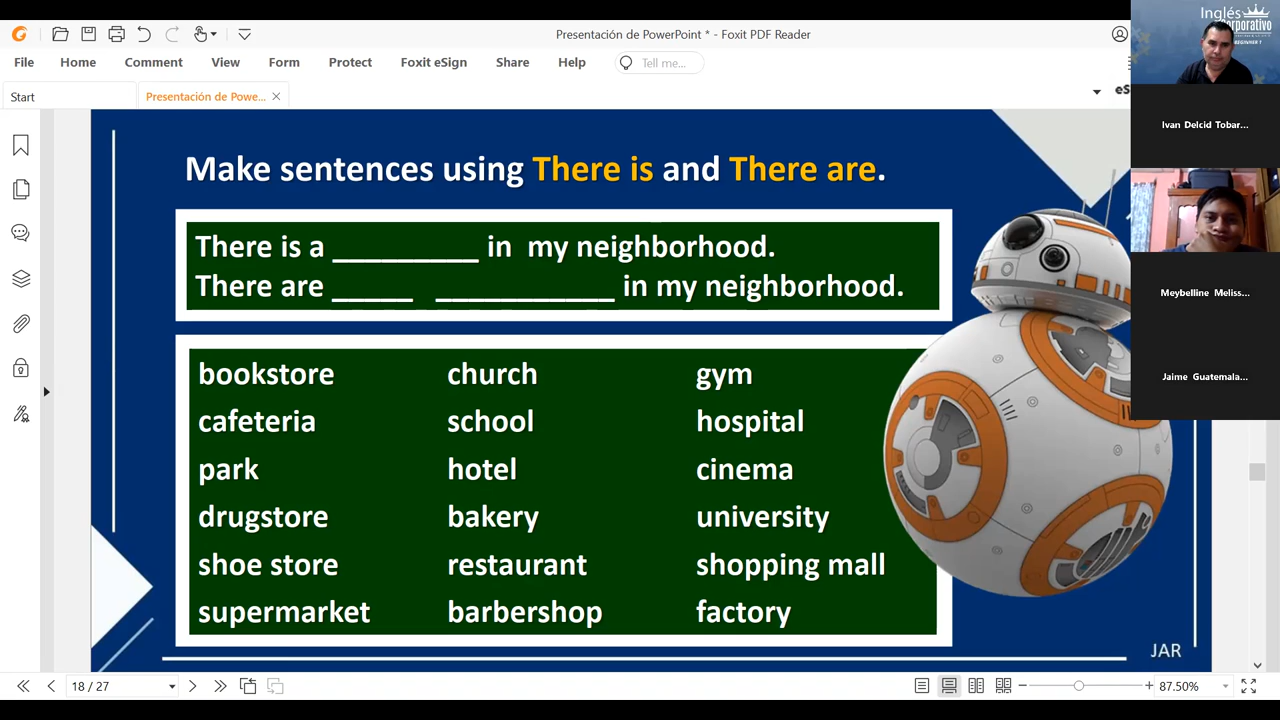 Presentación de PowerPoint * - Foxit PDF Reader
File Home Comment View Form Protect Foxit eSign Share Help Tell me...
Start Presentación de Powe...
Make sentences using There is and There are.
There is a _________ in my neighborhood.
There are _____ ___________ in my neighborhood.
bookstore church gym
cafeteria school hospital
park hotel cinema
drugstore bakery university
shoe store restaurant shopping mall
supermarket barbershop factory
JAR
18 / 27
87.50%
Inglés
Corporativo
BEGINNER 1
Ivan Delcid Tobar...
Meybelline Meliss...
Jaime Guatemala...